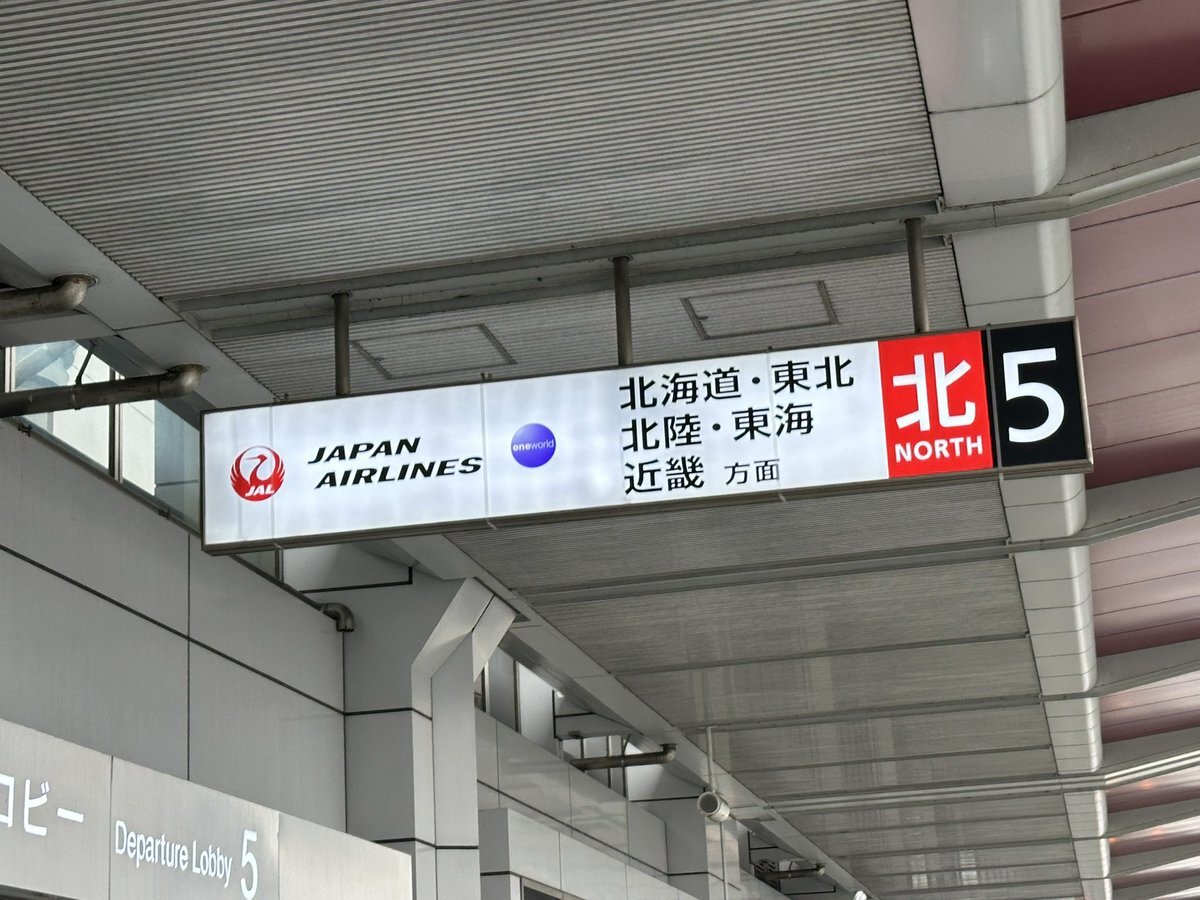 JAL
JAPAN
AIRLINES
oneworld
北海道・東北
北陸・東海
近畿 方面
北
NORTH
5
ロビー
Departure Lobby 5